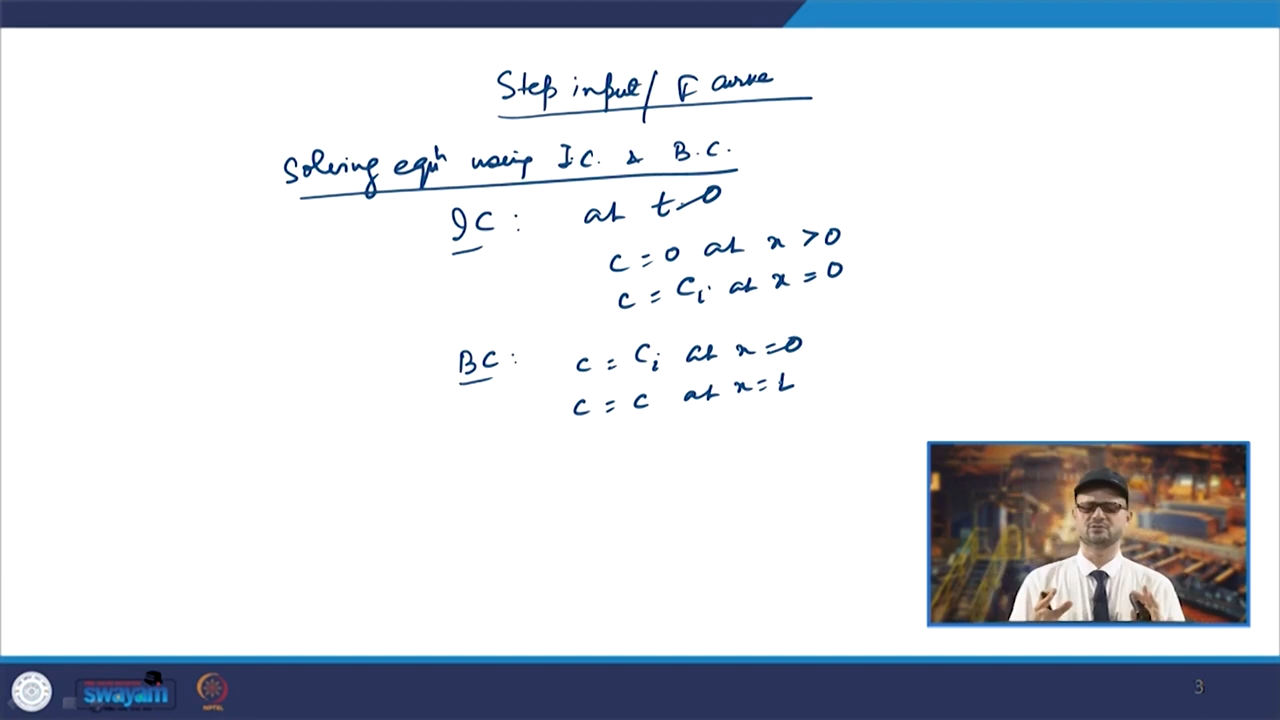 Step input/ F curve
Solving eqnⁿ using I.C. & B.C.
IC : at t=0
c = 0 at x >0
c = Ci at x = 0
BC : c = Ci at x=0
c = c at x=L
swayam
3